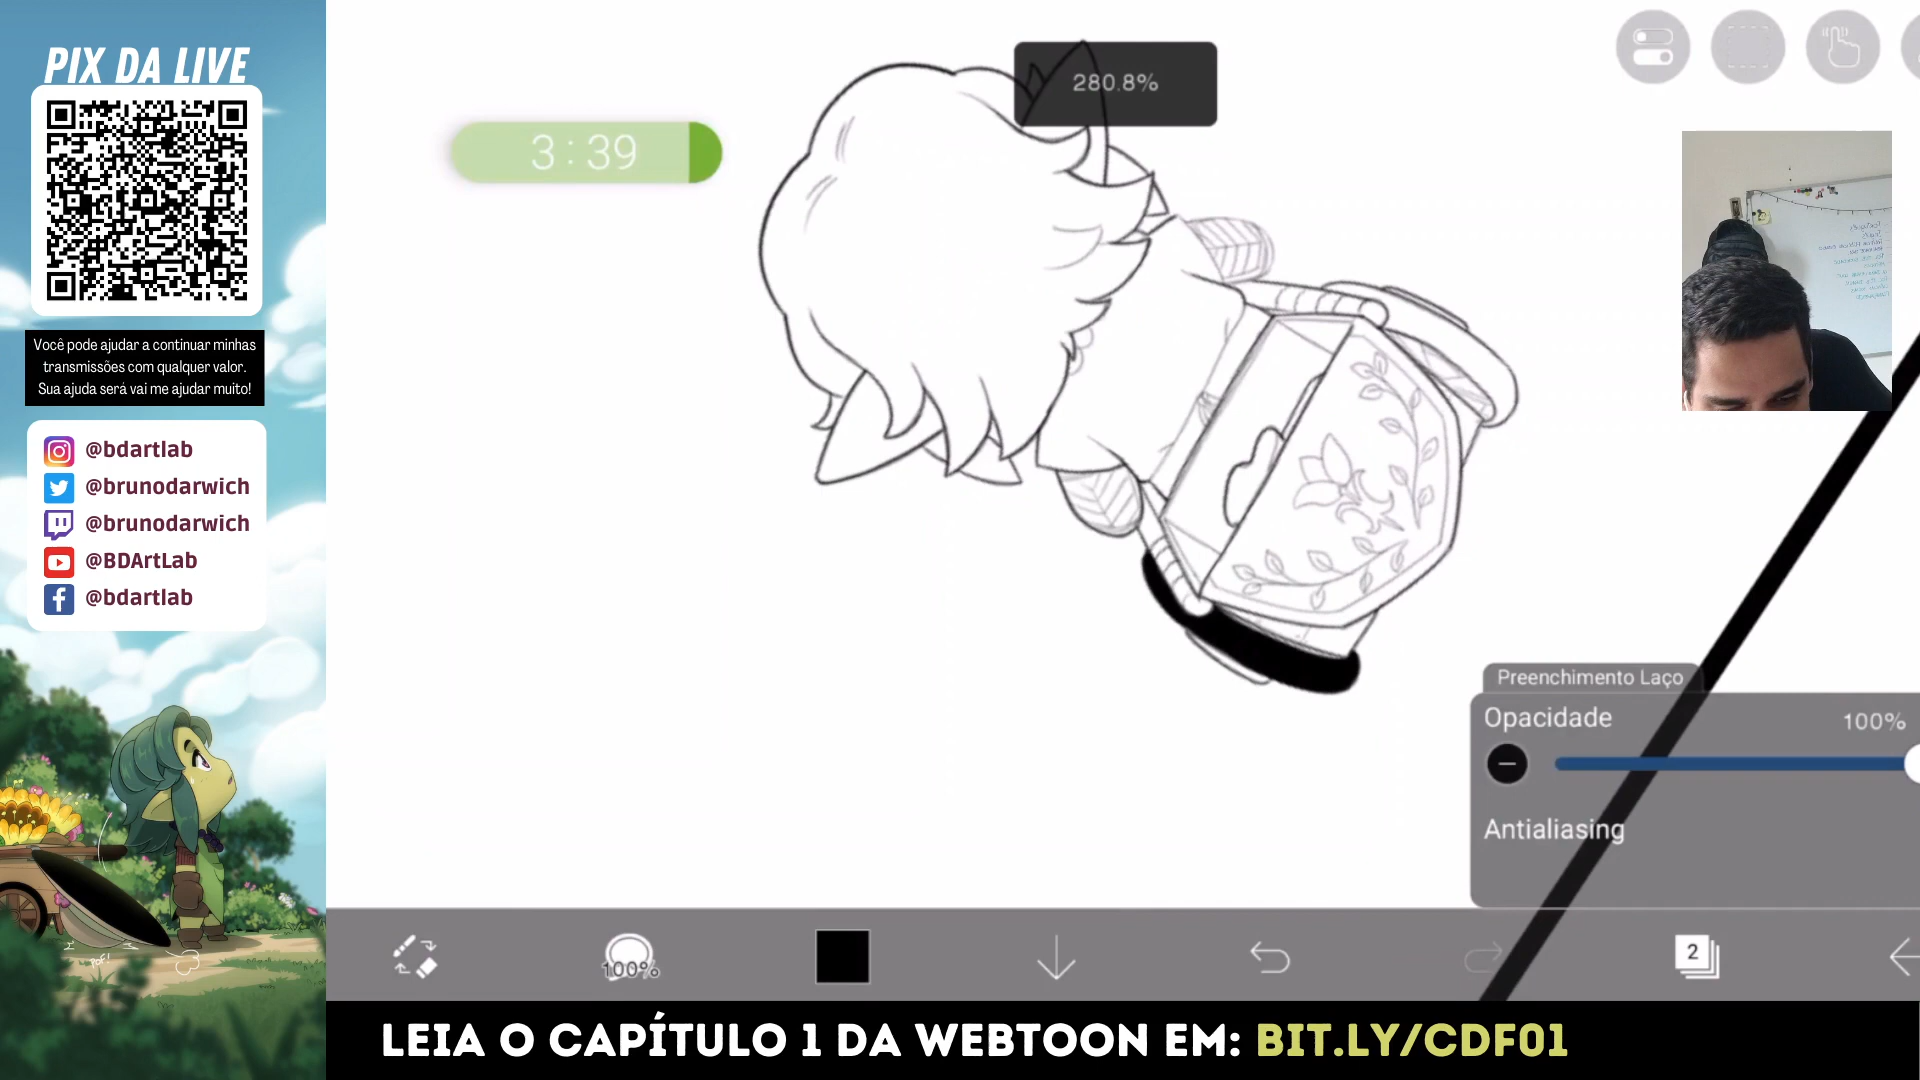 PIX DA LIVE
Você pode ajudar a continuar minhas
transmissões com qualquer valor.
Sua ajuda será vai me ajudar muito!
@bdartlab
@brunodarwich
@brunodarwich
@BDArtLab
@bdartlab
POF!
3:39
280.8%
Preenchimento Laço
Opacidade 100%
Antialiasing
100%
2
LEIA O CAPÍTULO 1 DA WEBTOON EM: BIT.LY/CDF01